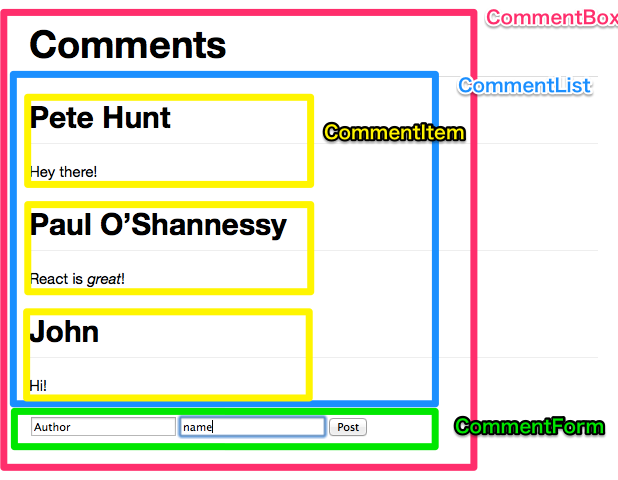 CommentBox
Comments
CommentList
Pete Hunt
CommentItem
Hey there!
Paul O’Shannessy
React is great!
John
Hi!
Author name Post
CommentForm